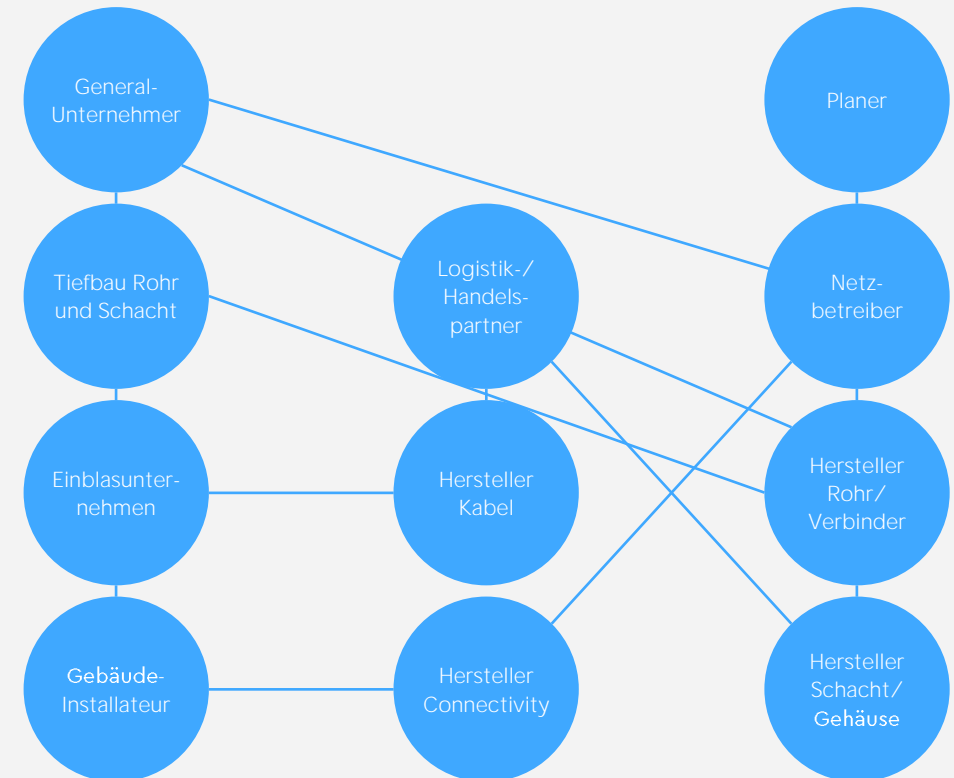 General-
Unternehmer
Planer
Tiefbau Rohr
und Schacht
Logistik-/
Handels-
partner
Netz-
betreiber
Einblasunter-
nehmen
Hersteller
Kabel
Hersteller
Rohr/
Verbinder
Gebäude-
Installateur
Hersteller
Connectivity
Hersteller
Schacht/
Gehäuse